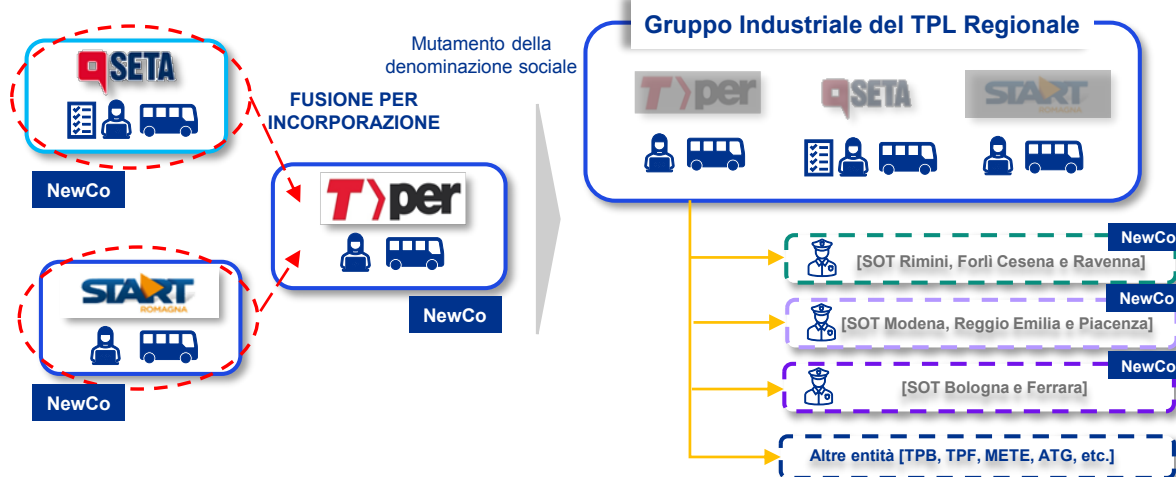 SETA
NewCo
START
ROMAGNA
NewCo
FUSIONE PER
INCORPORAZIONE
T>per
NewCo
Mutamento della
denominazione sociale
Gruppo Industriale del TPL Regionale
T>per
SETA
START
ROMAGNA
NewCo
[SOT Rimini, Forlì Cesena e Ravenna]
NewCo
[SOT Modena, Reggio Emilia e Piacenza]
NewCo
[SOT Bologna e Ferrara]
Altre entità [TPB, TPF, METE, ATG, etc.]